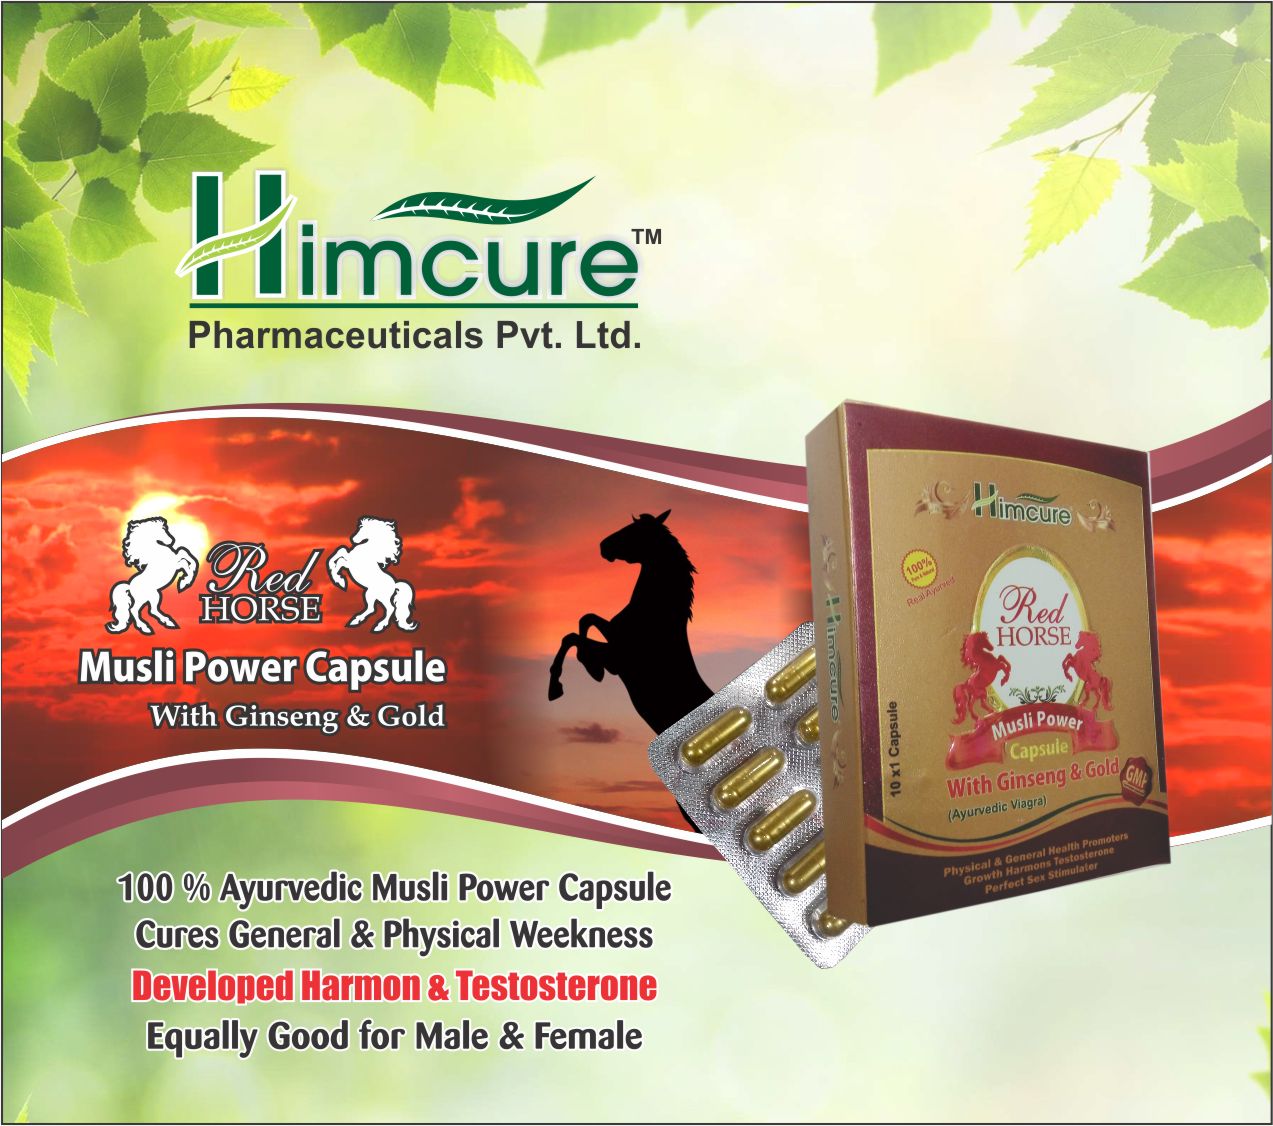 Himcure™
Pharmaceuticals Pvt. Ltd.
Red
HORSE
Musli Power Capsule
With Ginseng & Gold
100 % Ayurvedic Musli Power Capsule
Cures General & Physical Weekness
Developed Harmon & Testosterone
Equally Good for Male & Female
Himcure
10 x1 Capsule
Himcure
100%
Pure & Natural
Real Ayurved
Red
HORSE
Musli Power
Capsule
With Ginseng & Gold
(Ayurvedic Viagra)
GMP
Physical & General Health Promoters
Growth Harmons Testosterone
Perfect Sex Stimulater